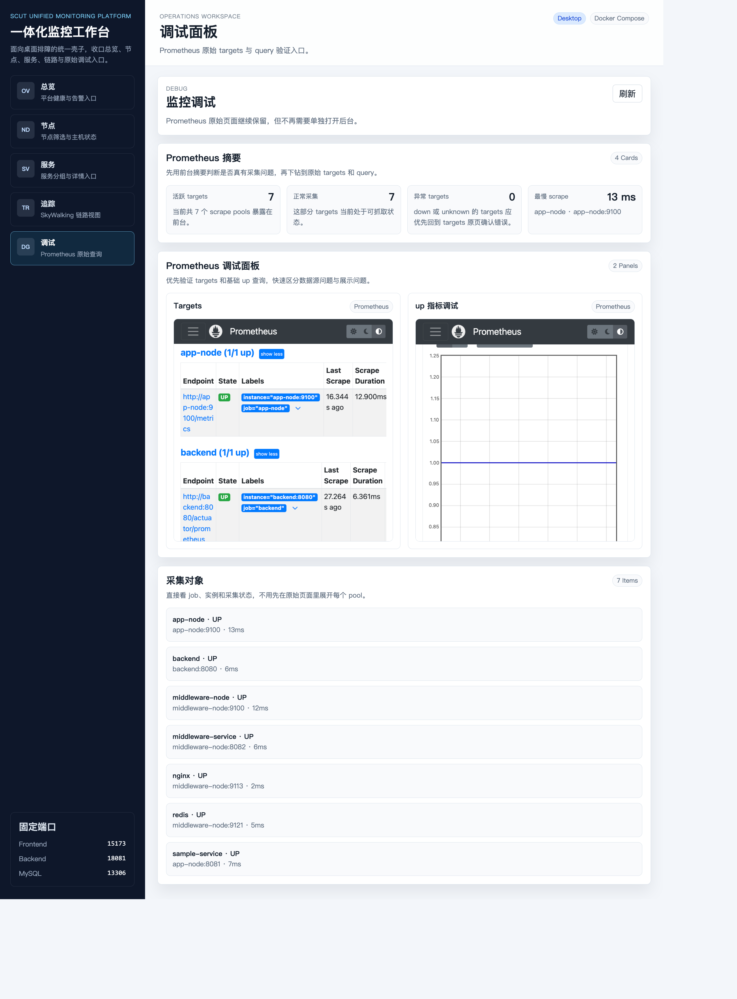 SCUT UNIFIED MONITORING PLATFORM
一体化监控工作台
面向桌面排障的统一壳子，收口总览、节
点、服务、链路与原始调试入口。
OV
总览
平台健康与告警入口
ND
节点
节点筛选与主机状态
SV
服务
服务分组与详情入口
TR
追踪
SkyWalking 链路视图
DG
调试
Prometheus 原始查询
固定端口
Frontend 15173
Backend 18081
MySQL 13306
OPERATIONS WORKSPACE
调试面板
Prometheus 原始 targets 与 query 验证入口。
Desktop
Docker Compose
DEBUG
监控调试
Prometheus 原始页面继续保留，但不再需要单独打开后台。
刷新
Prometheus 摘要
4 Cards
先用前台摘要判断是否真有采集问题，再下钻到原始 targets 和 query。
活跃 targets 7
当前共 7 个 scrape pools 暴露在
前台。
正常采集 7
这部分 targets 当前处于可抓取状
态。
异常 targets 0
down 或 unknown 的 targets 应
优先回到 targets 原页确认错误。
最慢 scrape 13 ms
app-node · app-node:9100
Prometheus 调试面板
2 Panels
优先验证 targets 和基础 up 查询，快速区分数据源问题与展示问题。
Targets
Prometheus
Prometheus
app-node (1/1 up) show less
Endpoint State Labels Last Scrape Scrape Duration
http://ap
p-node:9
100/metri
cs
UP
instance="app-node:9100"
job="app-node"
16.344
s ago
12.900ms
backend (1/1 up) show less
Endpoint State Labels Last Scrape Scrape Duration
http://ba
ckend:80
80/actua
tor/prom
etheus
UP
instance="backend:8080"
job="backend"
27.264
s ago
6.361ms
up 指标调试
Prometheus
Prometheus
1.25
1.20
1.15
1.10
1.05
1.00
0.95
0.90
0.85
采集对象
7 Items
直接看 job、实例和采集状态，不用先在原始页面里展开每个 pool。
app-node · UP
app-node:9100 · 13ms
backend · UP
backend:8080 · 6ms
middleware-node · UP
middleware-node:9100 · 12ms
middleware-service · UP
middleware-node:8082 · 6ms
nginx · UP
middleware-node:9113 · 2ms
redis · UP
middleware-node:9121 · 5ms
sample-service · UP
app-node:8081 · 7ms